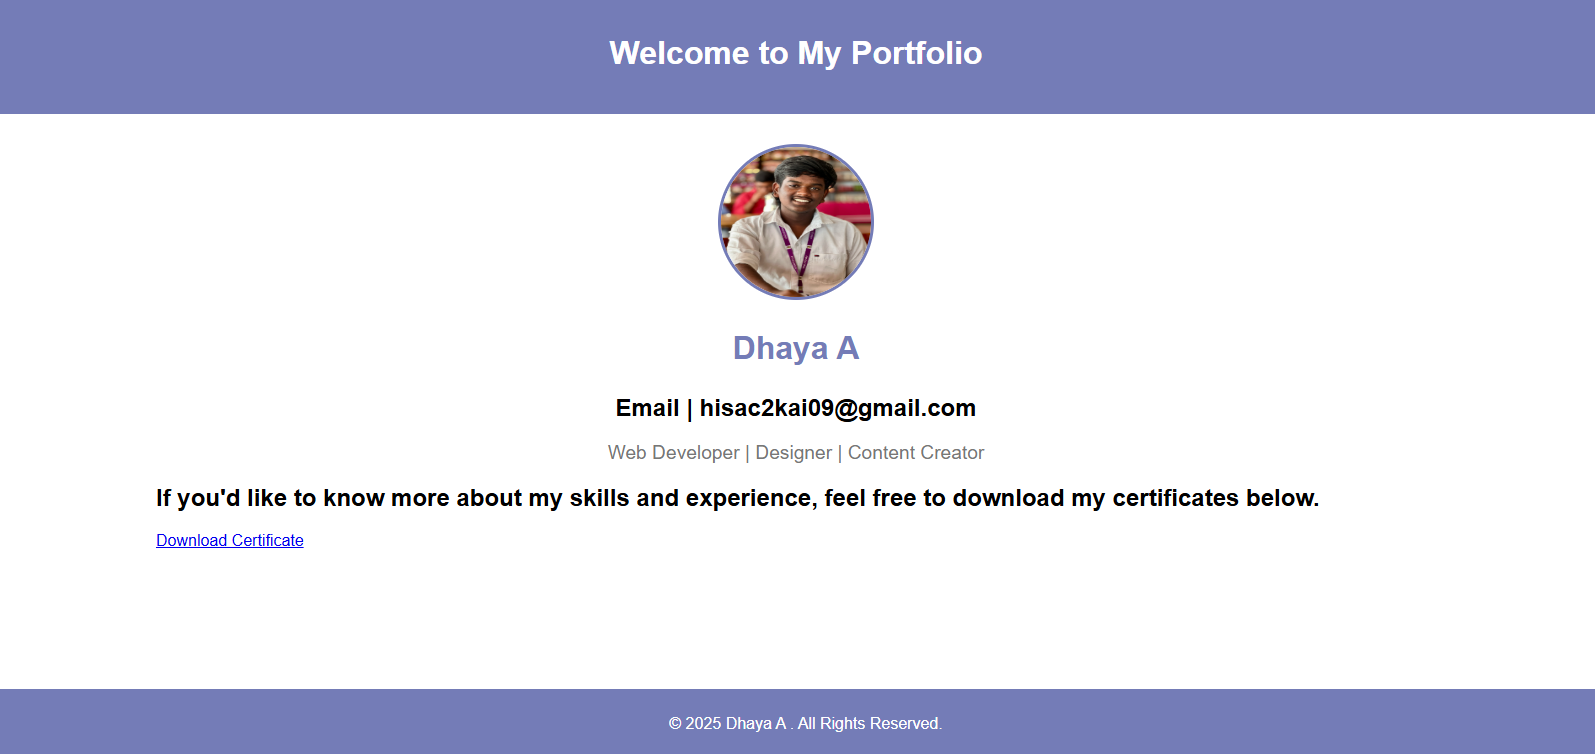 Welcome to My Portfolio
Dhaya A
Email | hisac2kai09@gmail.com
Web Developer | Designer | Content Creator
If you'd like to know more about my skills and experience, feel free to download my certificates below.
Download Certificate
© 2025 Dhaya A . All Rights Reserved.